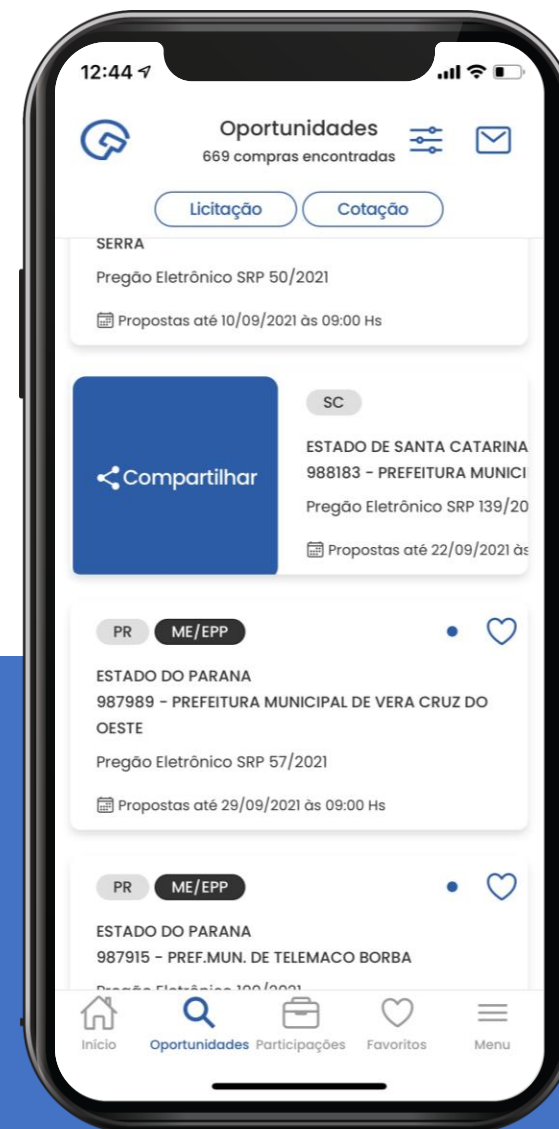 12:44
Oportunidades
669 compras encontradas
Licitação Cotação
SERRA
Pregão Eletrônico SRP 50/2021
Propostas até 10/09/2021 às 09:00 Hs
Compartilhar
SC
ESTADO DE SANTA CATARINA
988183 - PREFEITURA MUNICI
Pregão Eletrônico SRP 139/20
Propostas até 22/09/2021 às
PR ME/EPP
ESTADO DO PARANA
987989 - PREFEITURA MUNICIPAL DE VERA CRUZ DO
OESTE
Pregão Eletrônico SRP 57/2021
Propostas até 29/09/2021 às 09:00 Hs
PR ME/EPP
ESTADO DO PARANA
987915 - PREF.MUN. DE TELEMACO BORBA
Pregão Eletrônico
Início Oportunidades Participações Favoritos Menu